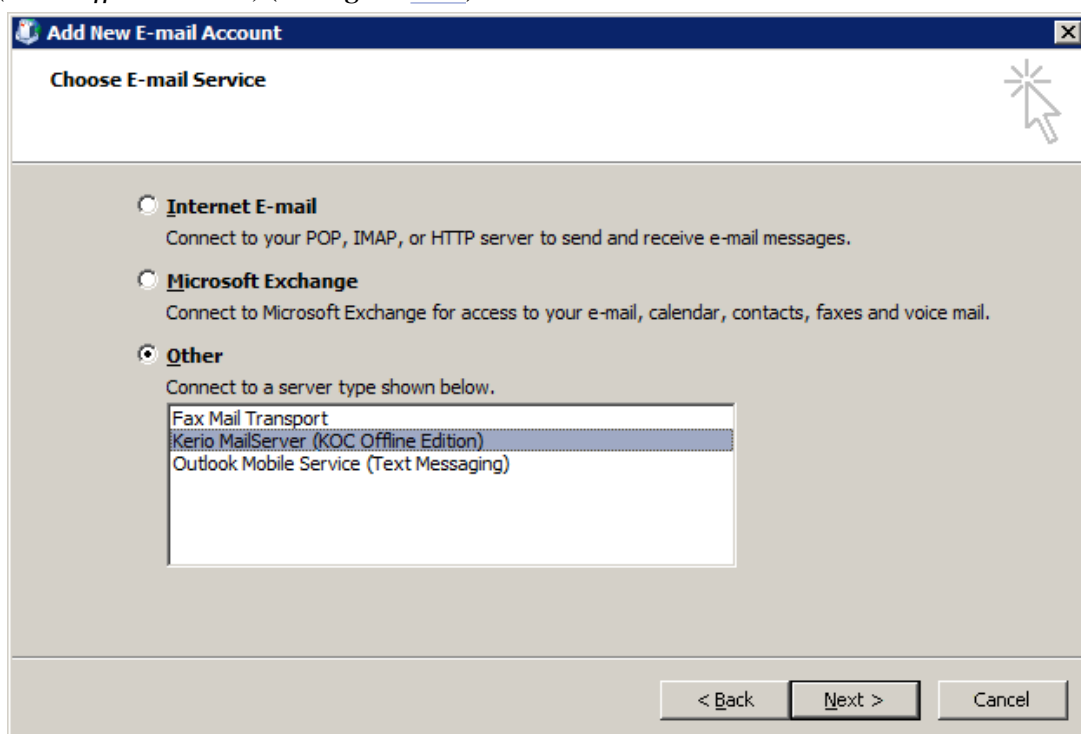 Add New E-mail Account
Choose E-mail Service
Internet E-mail
Connect to your POP, IMAP, or HTTP server to send and receive e-mail messages.
Microsoft Exchange
Connect to Microsoft Exchange for access to your e-mail, calendar, contacts, faxes and voice mail.
Other
Connect to a server type shown below.
Fax Mail Transport
Kerio MailServer (KOC Offline Edition)
Outlook Mobile Service (Text Messaging)
< Back Next > Cancel